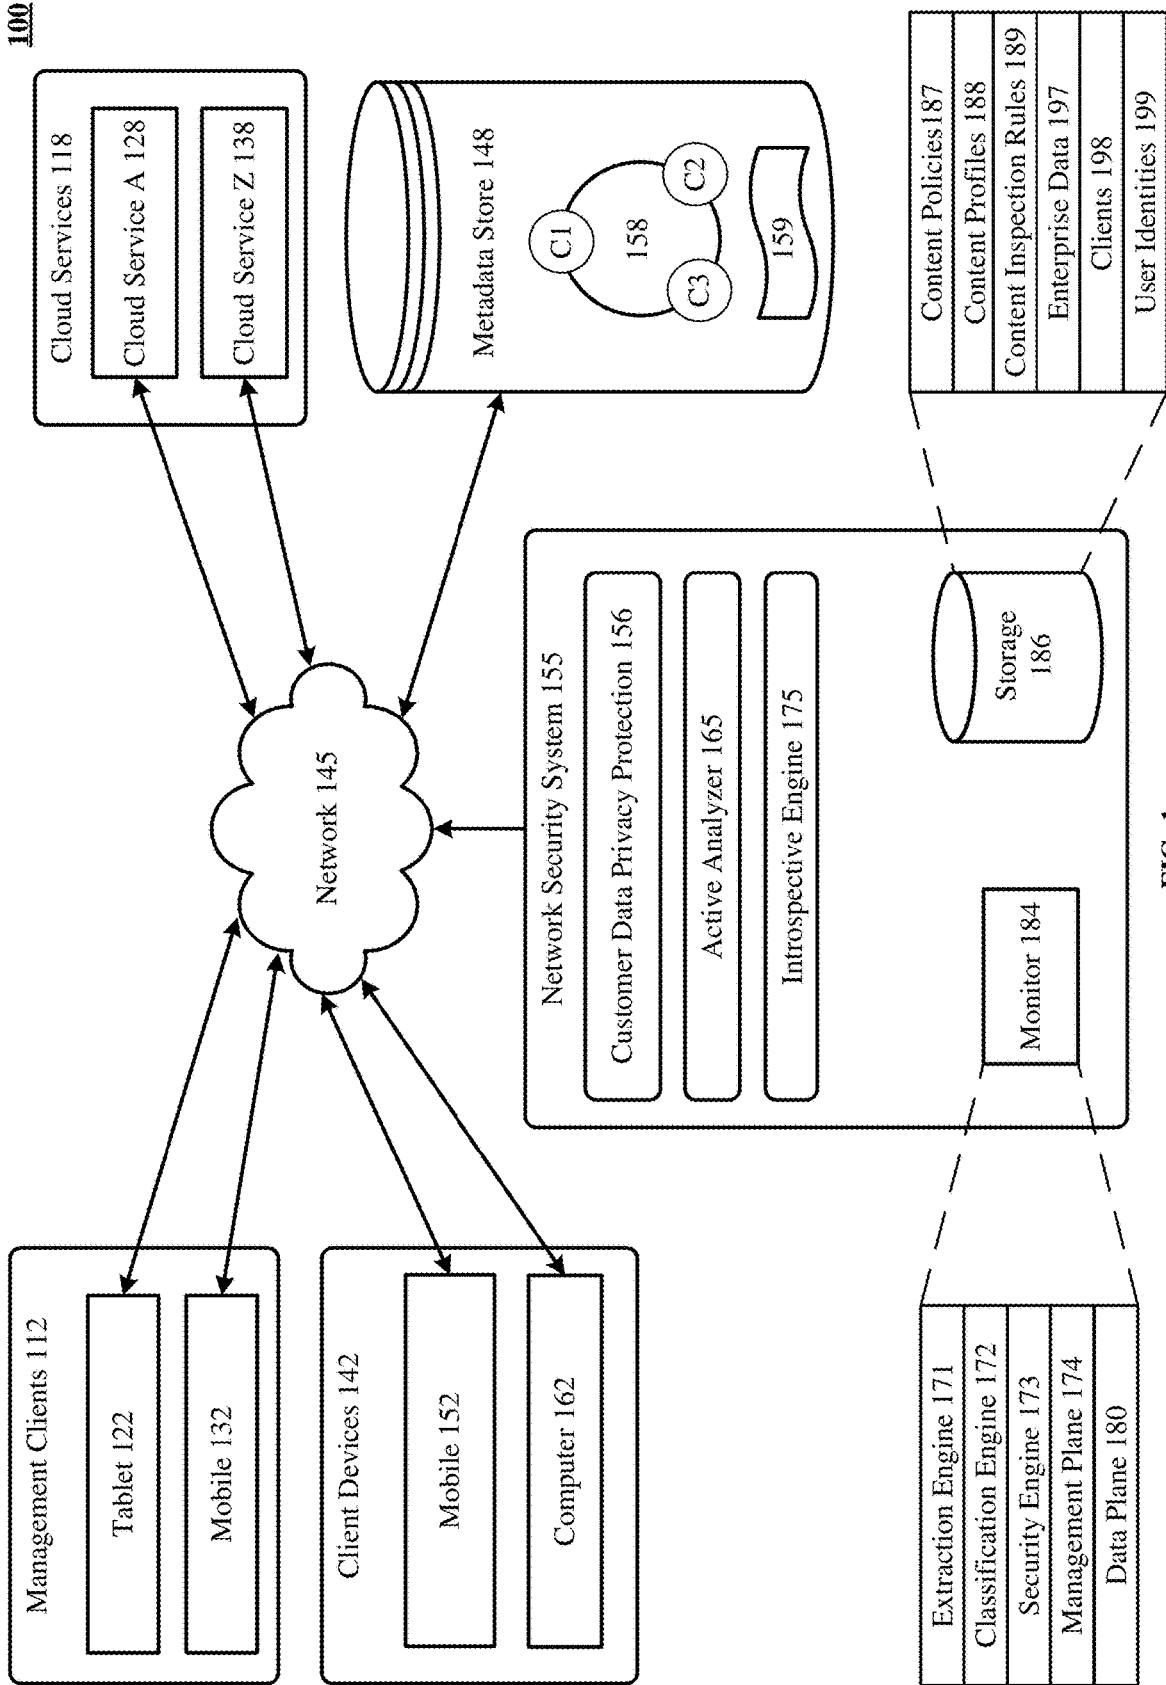 100
Management Clients 112
Tablet 122
Mobile 132
Client Devices 142
Mobile 152
Computer 162
Network 145
Cloud Services 118
Cloud Service A 128
Cloud Service Z 138
Metadata Store 148
C1
158
C3
C2
159
Network Security System 155
Customer Data Privacy Protection 156
Active Analyzer 165
Introspective Engine 175
Monitor 184
Storage
186
Extraction Engine 171
Classification Engine 172
Security Engine 173
Management Plane 174
Data Plane 180
Content Policies187
Content Profiles 188
Content Inspection Rules 189
Enterprise Data 197
Clients 198
User Identities 199
FIG.